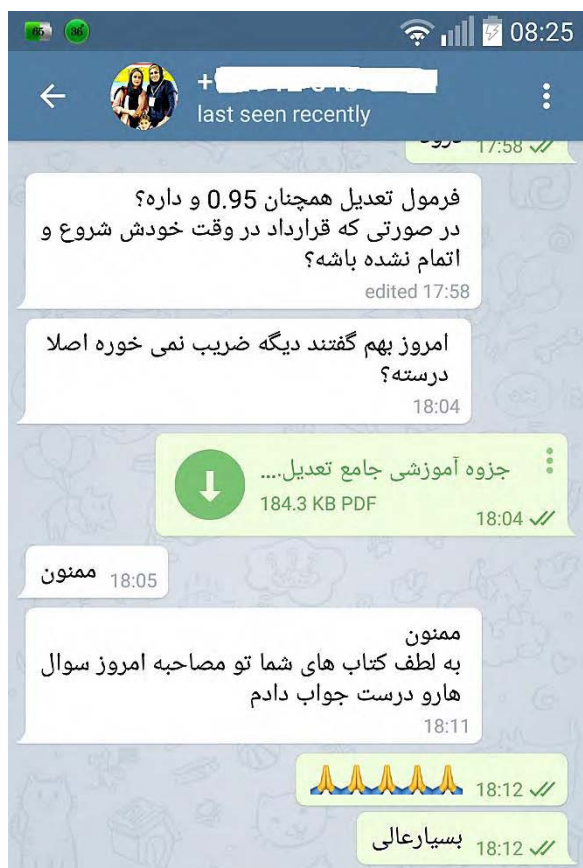 65
86
08:25
+
last seen recently
17:58
فرمول تعدیل همچنان 0.95 و داره؟
در صورتی که قرارداد در وقت خودش شروع و
اتمام نشده باشه؟
edited 17:58
امروز بهم گفتند دیگه ضریب نمی خوره اصلا
درسته؟
18:04
جزوه آموزشی جامع تعدیل....
184.3 KB PDF
18:04
ممنون
18:05
ممنون
به لطف کتاب های شما تو مصاحبه امروز سوال
هارو درست جواب دادم
18:11
🙏🙏🙏🙏🙏
18:12
بسیارعالی
18:12